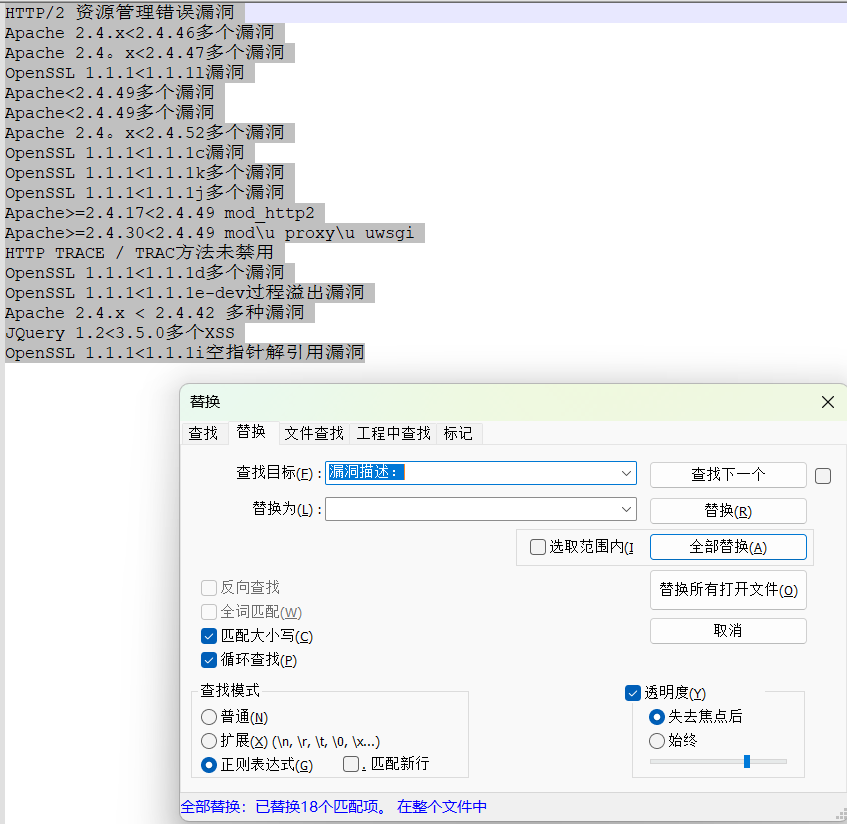 HTTP/2 资源管理错误漏洞
Apache 2.4.x<2.4.46多个漏洞
Apache 2.4。x<2.4.47多个漏洞
OpenSSL 1.1.1<1.1.1l漏洞
Apache<2.4.49多个漏洞
Apache<2.4.49多个漏洞
Apache 2.4。x<2.4.52多个漏洞
OpenSSL 1.1.1<1.1.1c漏洞
OpenSSL 1.1.1<1.1.1k多个漏洞
OpenSSL 1.1.1<1.1.1j多个漏洞
Apache>=2.4.17<2.4.49 mod_http2
Apache>=2.4.30<2.4.49 mod\u proxy\u uwsgi
HTTP TRACE / TRAC方法未禁用
OpenSSL 1.1.1<1.1.1d多个漏洞
OpenSSL 1.1.1<1.1.1e-dev过程溢出漏洞
Apache 2.4.x < 2.4.42 多种漏洞
JQuery 1.2<3.5.0多个XSS
OpenSSL 1.1.1<1.1.1i空指针解引用漏洞
替换
查找 替换 文件查找 工程中查找 标记
查找目标(F) : 漏洞描述： 查找下一个
替换为(L) : 替换(R)
选取范围内(I 全部替换(A)
替换所有打开文件(O)
取消
反向查找
全词匹配(W)
匹配大小写(C)
循环查找(P)
查找模式
普通(N)
扩展(X) (\n, \r, \t, \0, \x...)
正则表达式(G) . 匹配新行
透明度(Y)
失去焦点后
始终
全部替换: 已替换18个匹配项。 在整个文件中